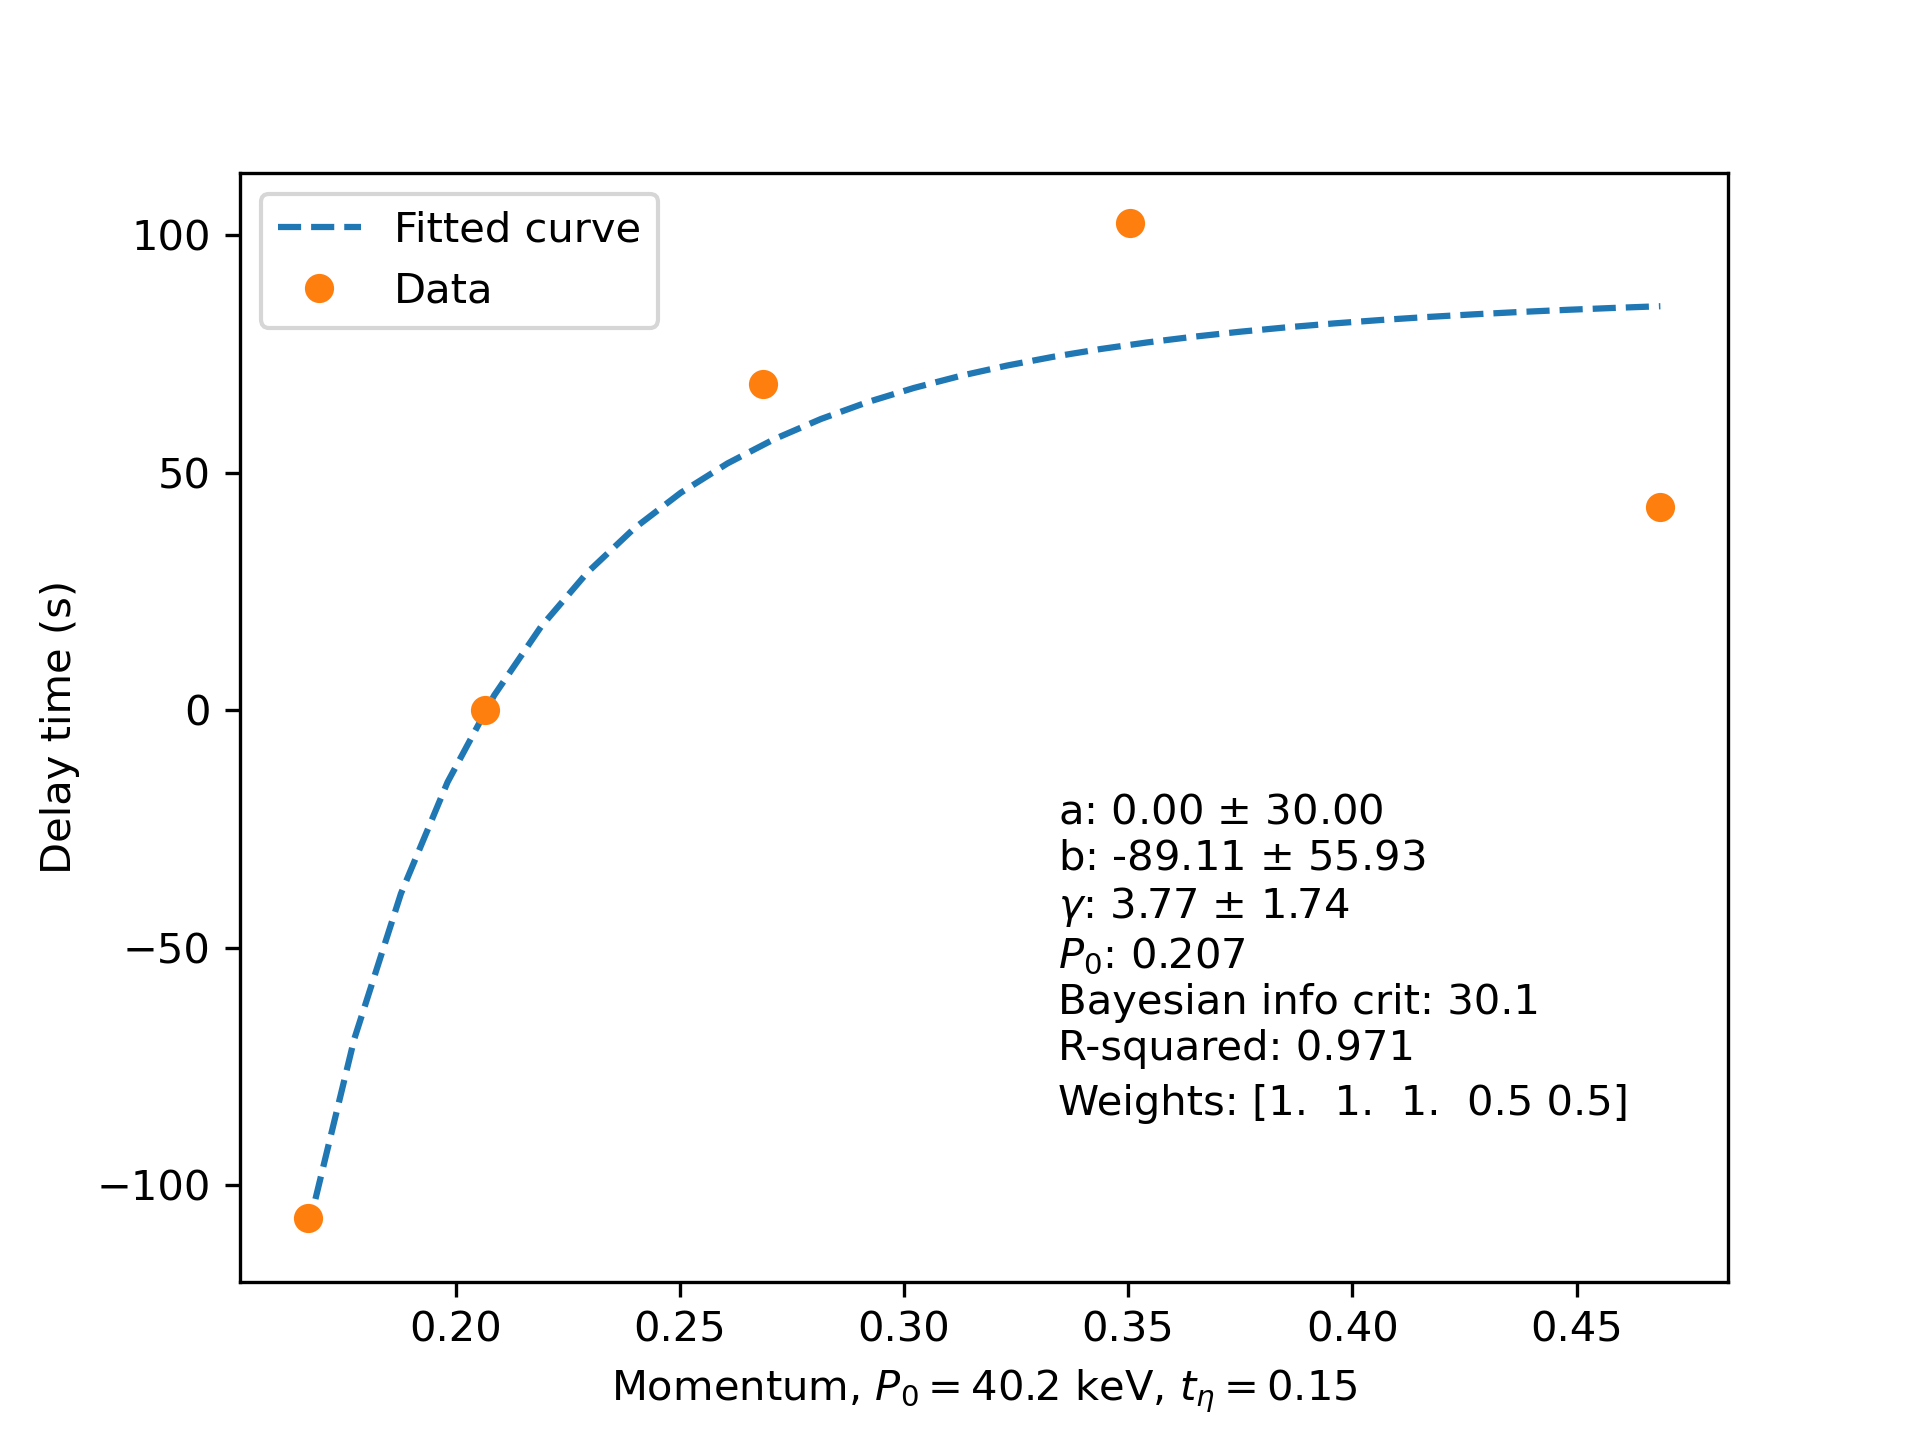 Fitted curve
Data
100
50
0
−50
−100
Delay time (s)
a: 0.00 ± 30.00
b: -89.11 ± 55.93
γ: 3.77 ± 1.74
P₀: 0.207
Bayesian info crit: 30.1
R-squared: 0.971
Weights: [1.  1.  1.  0.5 0.5]
0.20 0.25 0.30 0.35 0.40 0.45
Momentum, P₀ = 40.2 keV, tη = 0.15